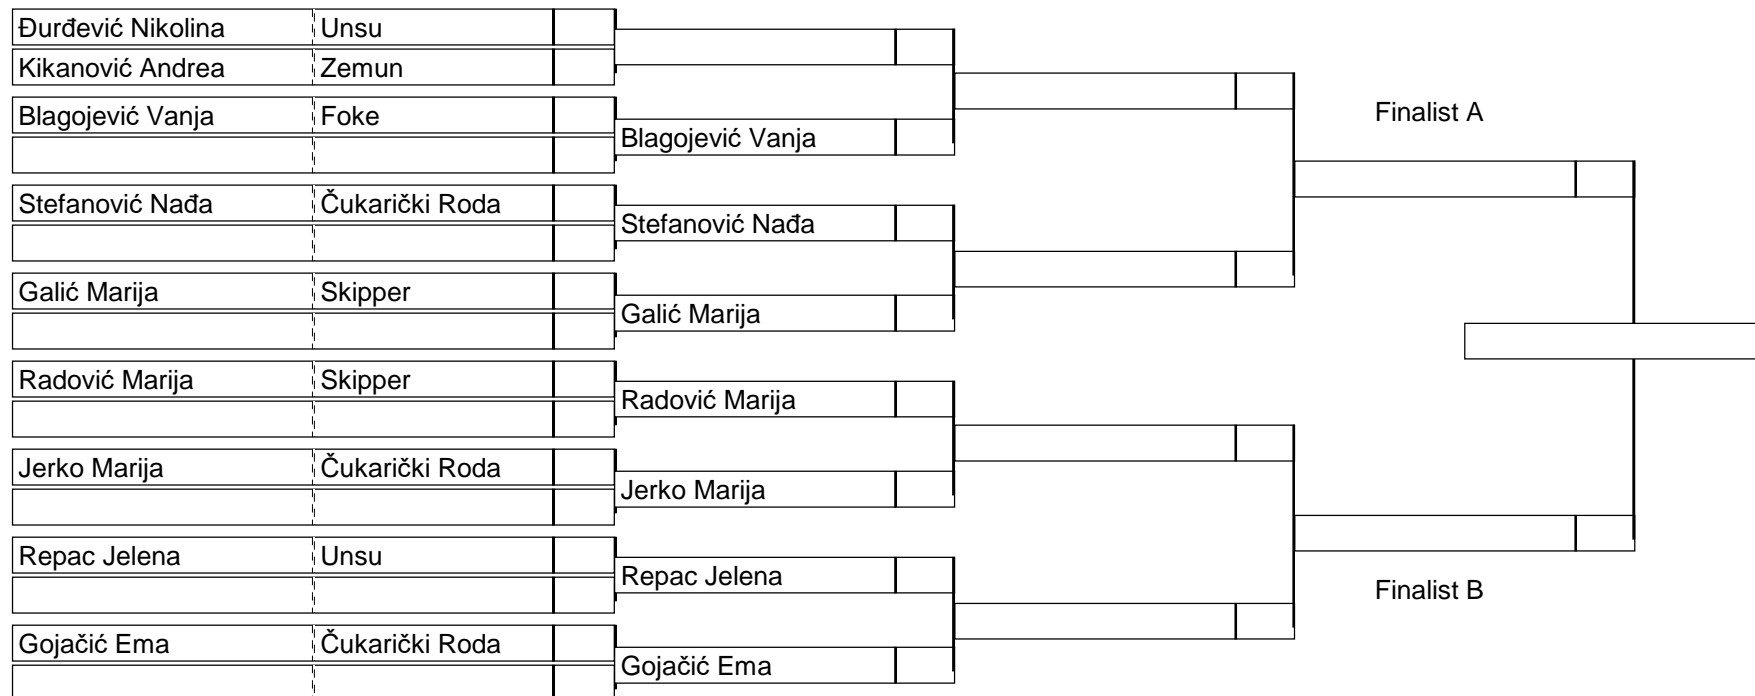 Đurđević Nikolina Unsu
Kikanović Andrea Zemun
Blagojević Vanja Foke
Stefanović Nađa Čukarički Roda
Galić Marija Skipper
Radović Marija Skipper
Jerko Marija Čukarički Roda
Repac Jelena Unsu
Gojačić Ema Čukarički Roda
Blagojević Vanja
Stefanović Nađa
Galić Marija
Radović Marija
Jerko Marija
Repac Jelena
Gojačić Ema
Finalist A
Finalist B